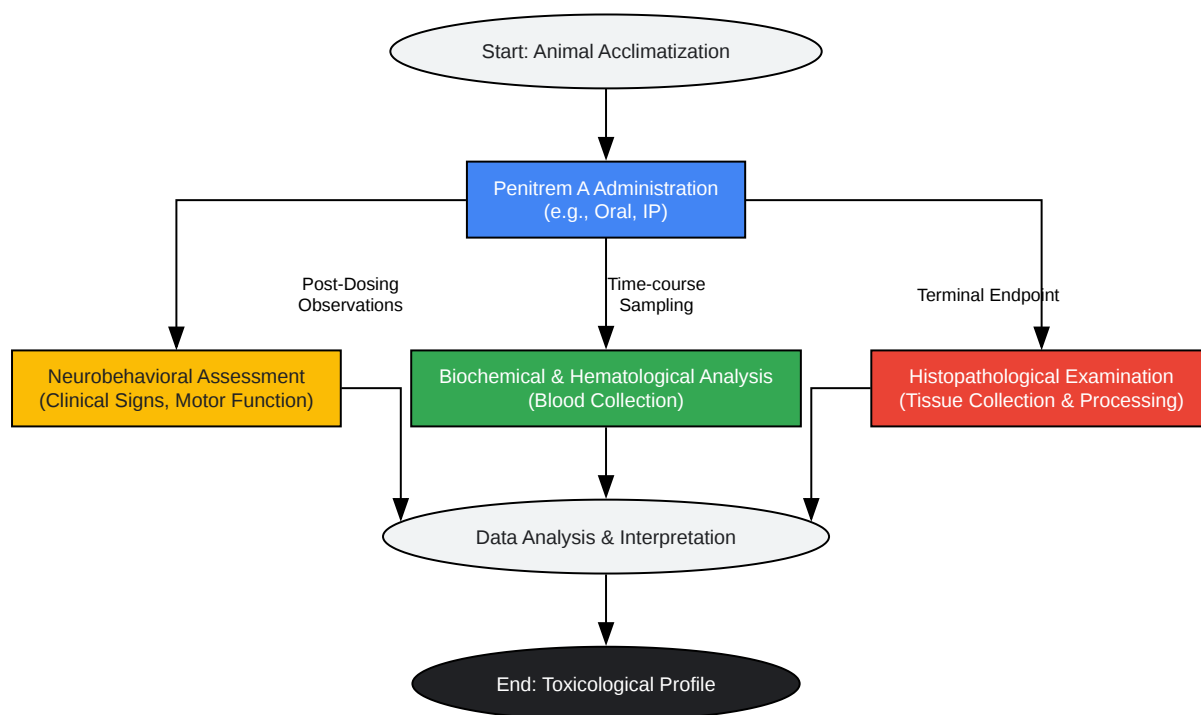 Start: Animal Acclimatization
Penitrem A Administration
(e.g., Oral, IP)
Post-Dosing
Observations
Time-course
Sampling
Terminal Endpoint
Neurobehavioral Assessment
(Clinical Signs, Motor Function)
Biochemical & Hematological Analysis
(Blood Collection)
Histopathological Examination
(Tissue Collection & Processing)
Data Analysis & Interpretation
End: Toxicological Profile